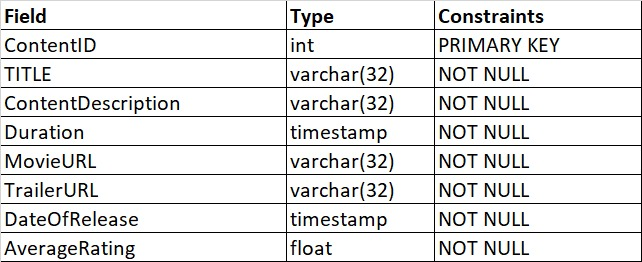 Field Type Constraints
ContentID int PRIMARY KEY
TITLE varchar(32) NOT NULL
ContentDescription varchar(32) NOT NULL
Duration timestamp NOT NULL
MovieURL varchar(32) NOT NULL
TrailerURL varchar(32) NOT NULL
DateOfRelease timestamp NOT NULL
AverageRating float NOT NULL